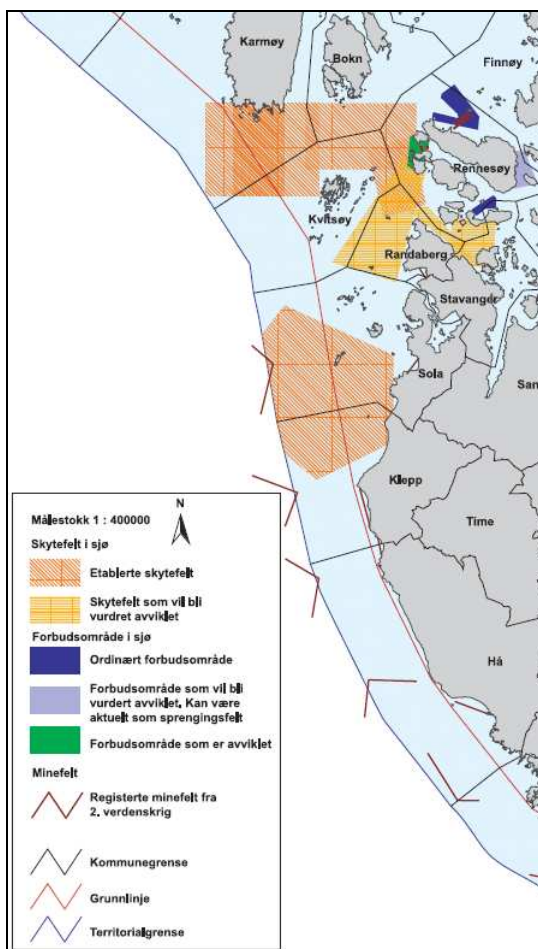 Karmøy
Bokn
Finnøy
Rennesøy
Kvitsøy
Randaberg
Stavanger
Sola
San
Klepp
Time
Hå
N
Målestokk 1 : 400000
Skytefelt i sjø
Etablerte skytefelt
Skytefelt som vil bli
vurdret avviklet
Forbudsområde i sjø
Ordinært forbudsområde
Forbudsområde som vil bli
vurdert avviklet. Kan være
aktuelt som sprengingsfelt
Forbudsområde som er avviklet
Minefelt
Registerte minefelt fra
2. verdenskrig
Kommunegrense
Grunnlinje
Territorialgrense